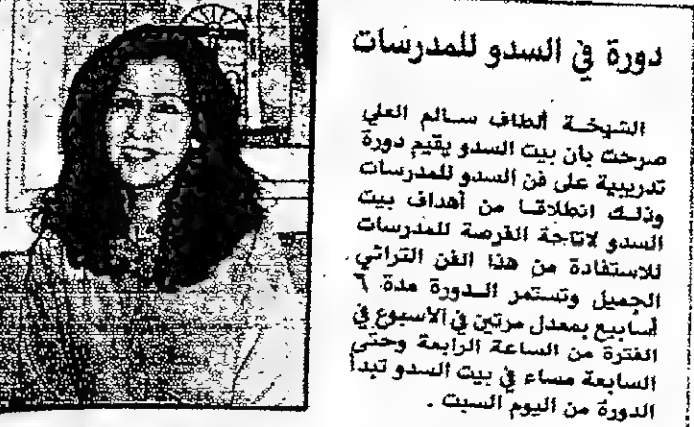 دورة في السدو للمدرسات
الشيخة ألطاف سالم العلي
صرحت بان بيت السدو يقيم دورة
تدريبية على فن السدو للمدرسات
وذلك انطلاقا من أهداف بيت
السدو لاتاحة الفرصة للمدرسات
للاستفادة من هذا الفن التراثي
الجميل وتستمر الدورة مدة ٦
أسابيع بمعدل مرتين في الاسبوع في
الفترة من الساعة الرابعة وحتى
السابعة مساء في بيت السدو تبدأ
الدورة من اليوم السبت .